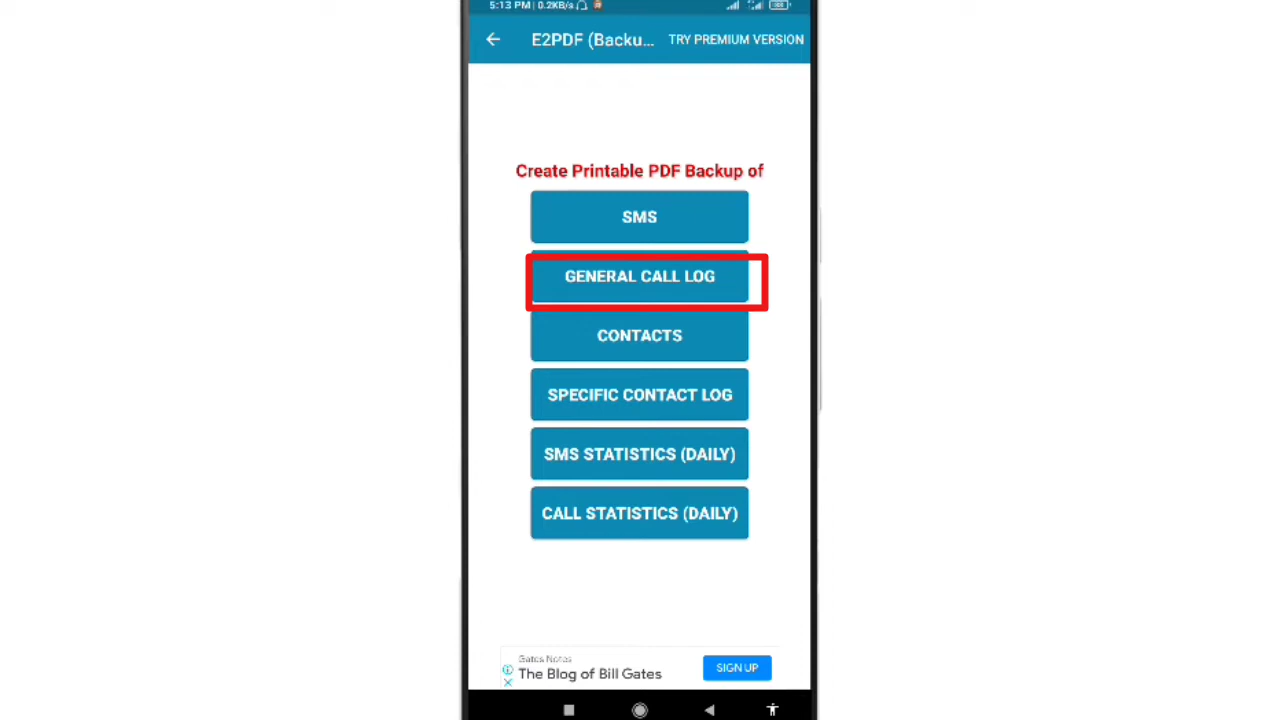 5:13 PM | 0.2KB/s
E2PDF (Backu... TRY PREMIUM VERSION
Create Printable PDF Backup of
SMS
GENERAL CALL LOG
CONTACTS
SPECIFIC CONTACT LOG
SMS STATISTICS (DAILY)
CALL STATISTICS (DAILY)
Gates Notes
The Blog of Bill Gates
SIGN UP